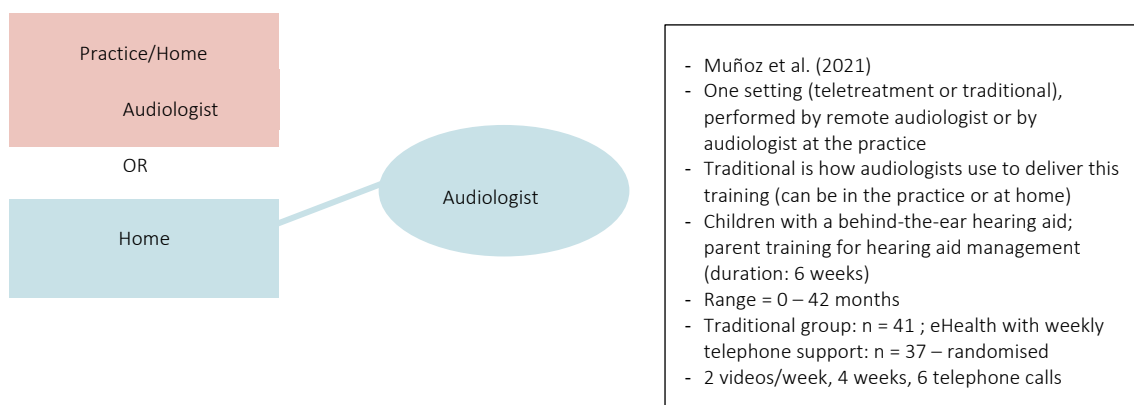 Practice/Home
Audiologist
OR
Home
Audiologist
- Muñoz et al. (2021)
- One setting (teletreatment or traditional),
performed by remote audiologist or by
audiologist at the practice
- Traditional is how audiologists use to deliver this
training (can be in the practice or at home)
- Children with a behind-the-ear hearing aid;
parent training for hearing aid management
(duration: 6 weeks)
- Range = 0 – 42 months
- Traditional group: n = 41 ; eHealth with weekly
telephone support: n = 37 – randomised
- 2 videos/week, 4 weeks, 6 telephone calls